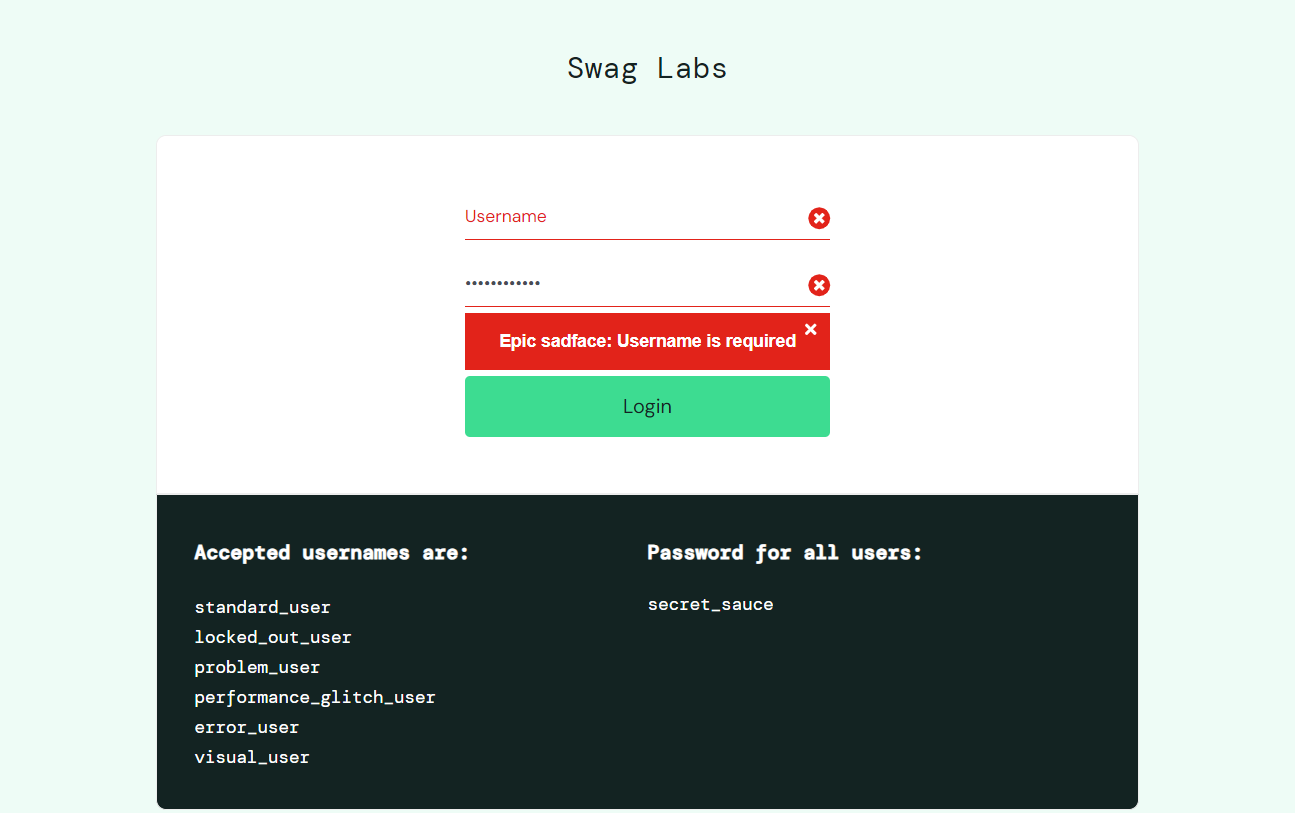 Swag Labs
Username
••••••••••••
Epic sadface: Username is required
Login
Accepted usernames are:
standard_user
locked_out_user
problem_user
performance_glitch_user
error_user
visual_user
Password for all users:
secret_sauce